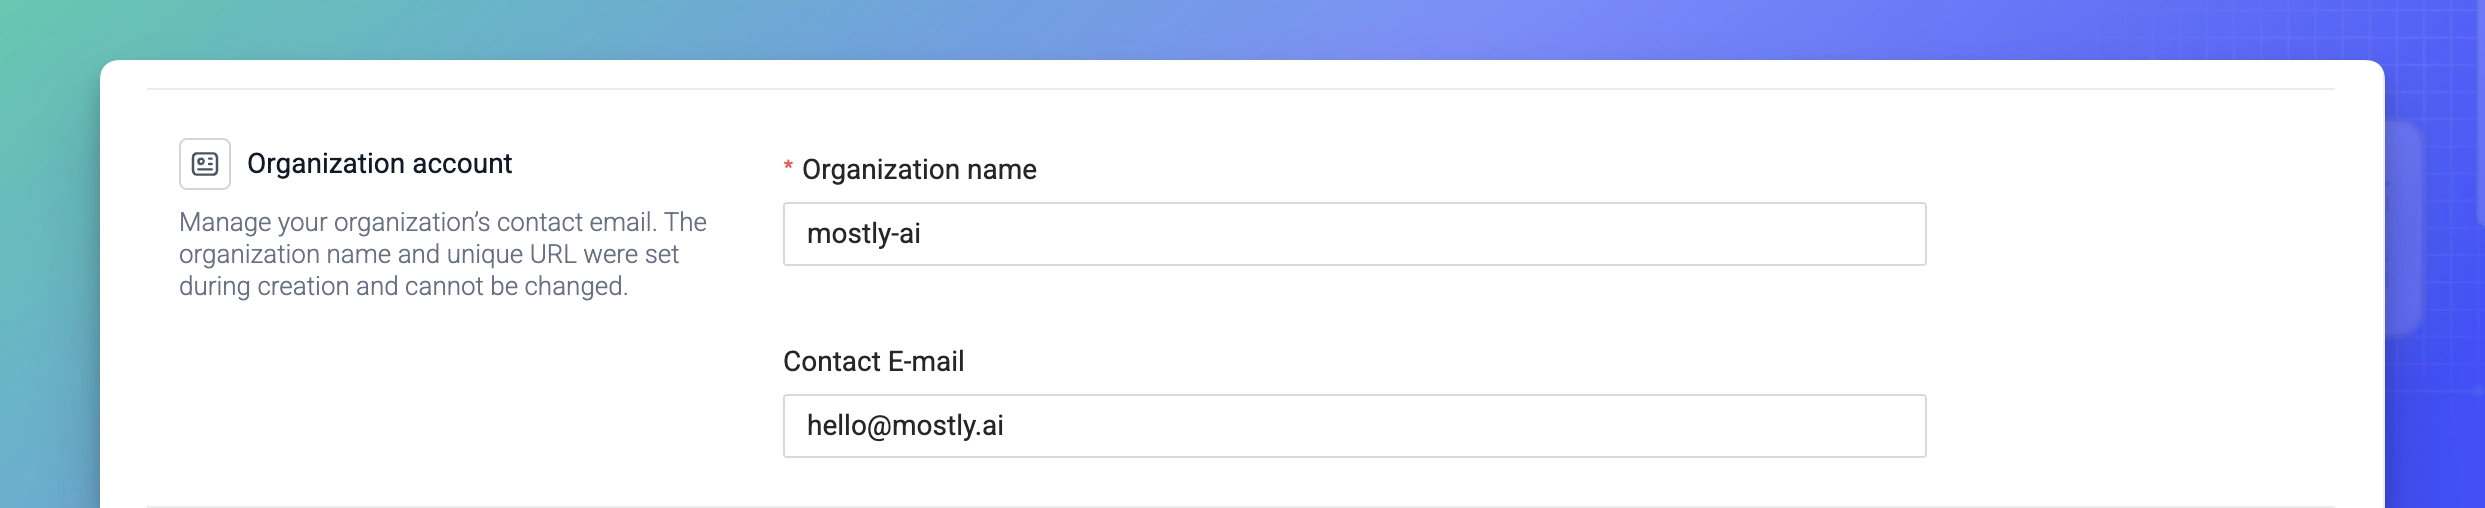 Organization account
Manage your organization’s contact email. The
organization name and unique URL were set
during creation and cannot be changed.
* Organization name
mostly-ai
Contact E-mail
hello@mostly.ai